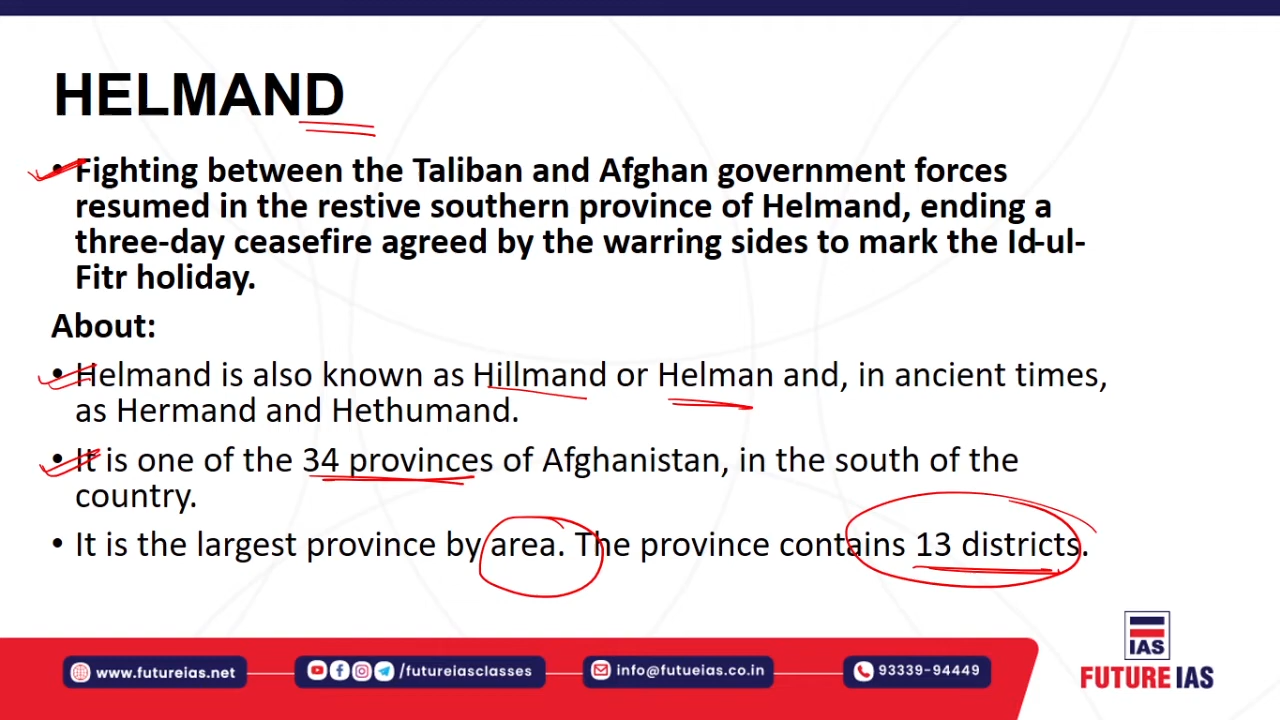 HELMAND
• Fighting between the Taliban and Afghan government forces
resumed in the restive southern province of Helmand, ending a
three-day ceasefire agreed by the warring sides to mark the Id-ul-
Fitr holiday.
About:
• Helmand is also known as Hillmand or Helman and, in ancient times,
as Hermand and Hethumand.
• It is one of the 34 provinces of Afghanistan, in the south of the
country.
• It is the largest province by area. The province contains 13 districts.
www.futureias.net
/futureiasclasses
info@futueias.co.in
93339-94449
IAS
FUTURE IAS